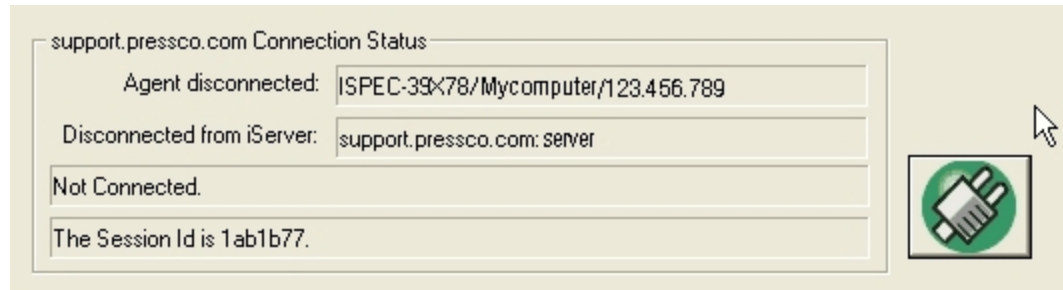 support.pressco.com Connection Status
Agent disconnected: ISPEC-39X78/Mycomputer/123.456.789
Disconnected from iServer: support.pressco.com: server
Not Connected.
The Session Id is 1ab1b77.